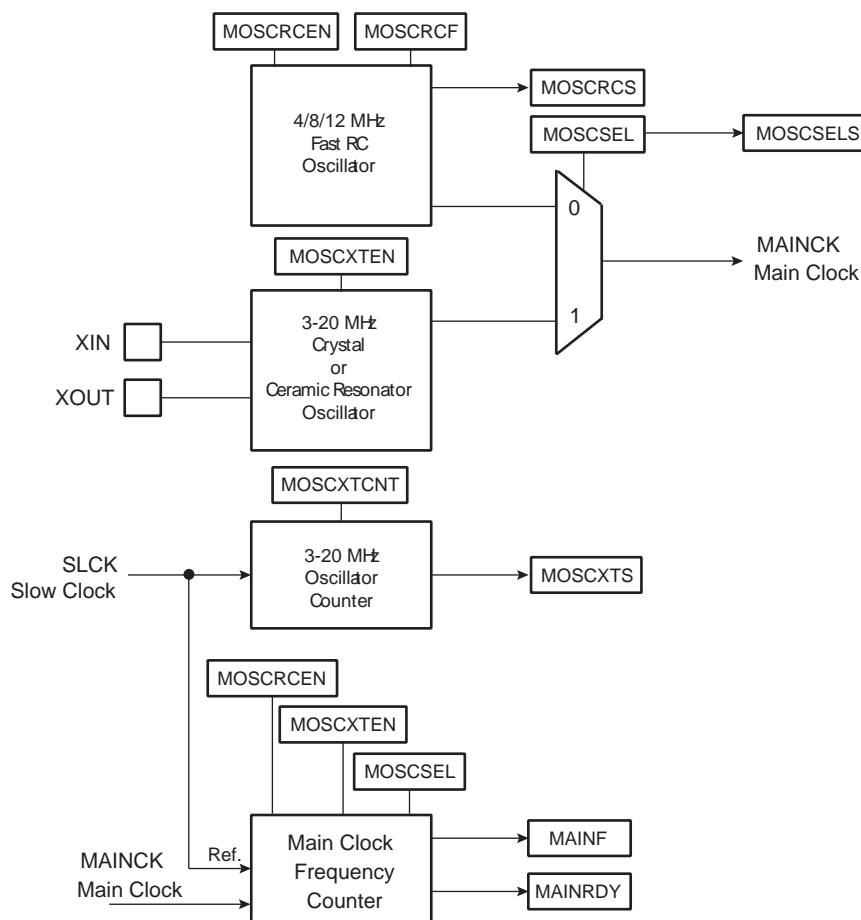 MOSCRCEN
MOSCRCF
4/8/12 MHz
Fast RC
Oscillator
MOSCRCS
MOSCSEL
MOSCSELS
0
MAINCK
Main Clock
MOSCXTEN
3-20 MHz
Crystal
or
Ceramic Resonator
Oscillator
1
XIN
XOUT
MOSCXTCNT
3-20 MHz
Oscillator
Counter
SLCK
Slow Clock
MOSCXTS
MOSCRCEN
MOSCXTEN
MOSCSEL
Main Clock
Frequency
Counter
Ref.
MAINCK
Main Clock
MAINF
MAINRDY